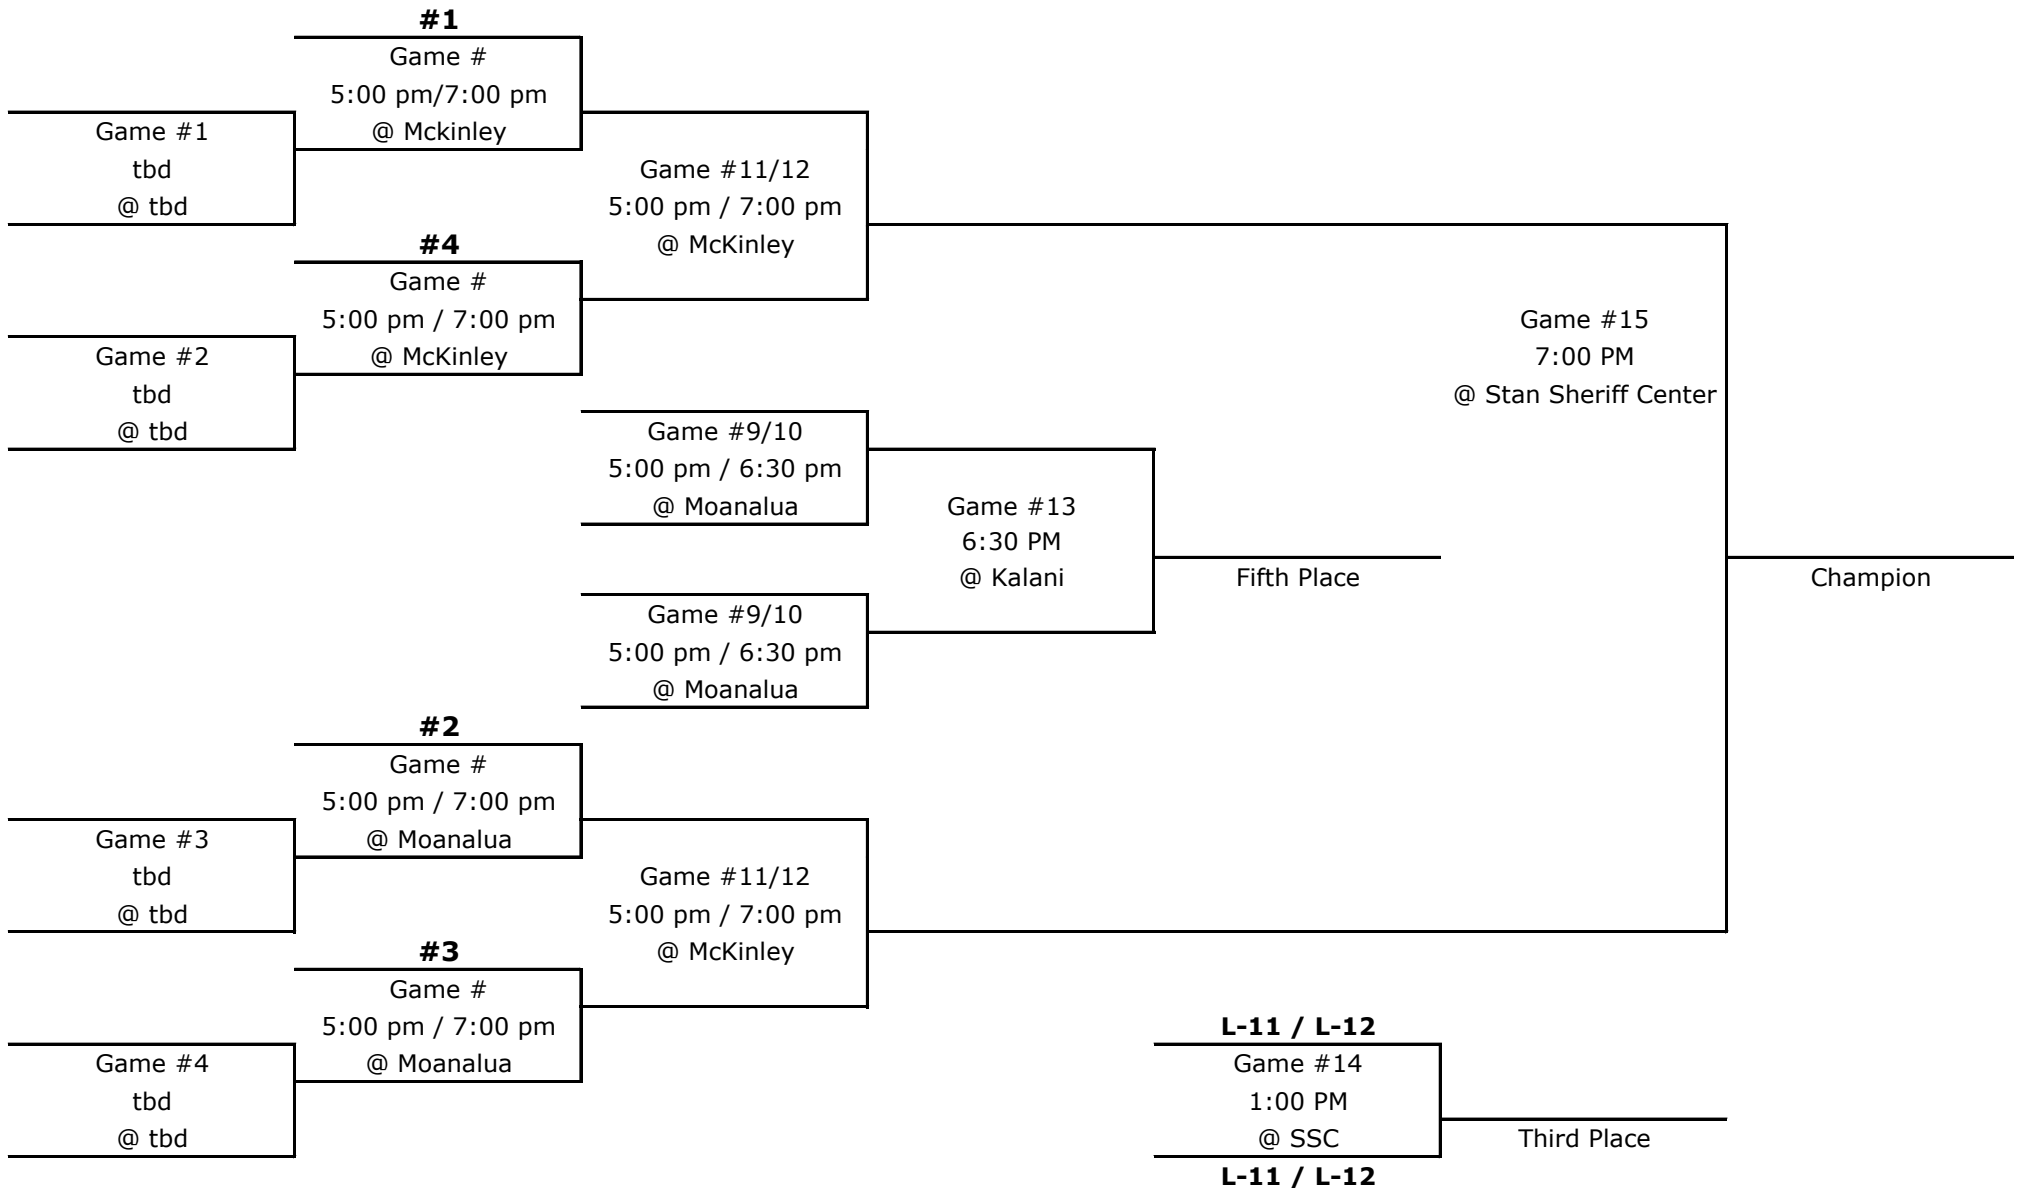 #1
Game #
5:00 pm/7:00 pm
@ Mckinley
Game #1
tbd
@ tbd
Game #11/12
5:00 pm / 7:00 pm
@ McKinley
#4
Game #
5:00 pm / 7:00 pm
@ McKinley
Game #2
tbd
@ tbd
Game #15
7:00 PM
@ Stan Sheriff Center
Game #9/10
5:00 pm / 6:30 pm
@ Moanalua
Game #13
6:30 PM
@ Kalani
Fifth Place
Champion
Game #9/10
5:00 pm / 6:30 pm
@ Moanalua
#2
Game #
5:00 pm / 7:00 pm
@ Moanalua
Game #3
tbd
@ tbd
Game #11/12
5:00 pm / 7:00 pm
@ McKinley
#3
Game #
5:00 pm / 7:00 pm
@ Moanalua
Game #4
tbd
@ tbd
L-11 / L-12
Game #14
1:00 PM
@ SSC
Third Place
L-11 / L-12